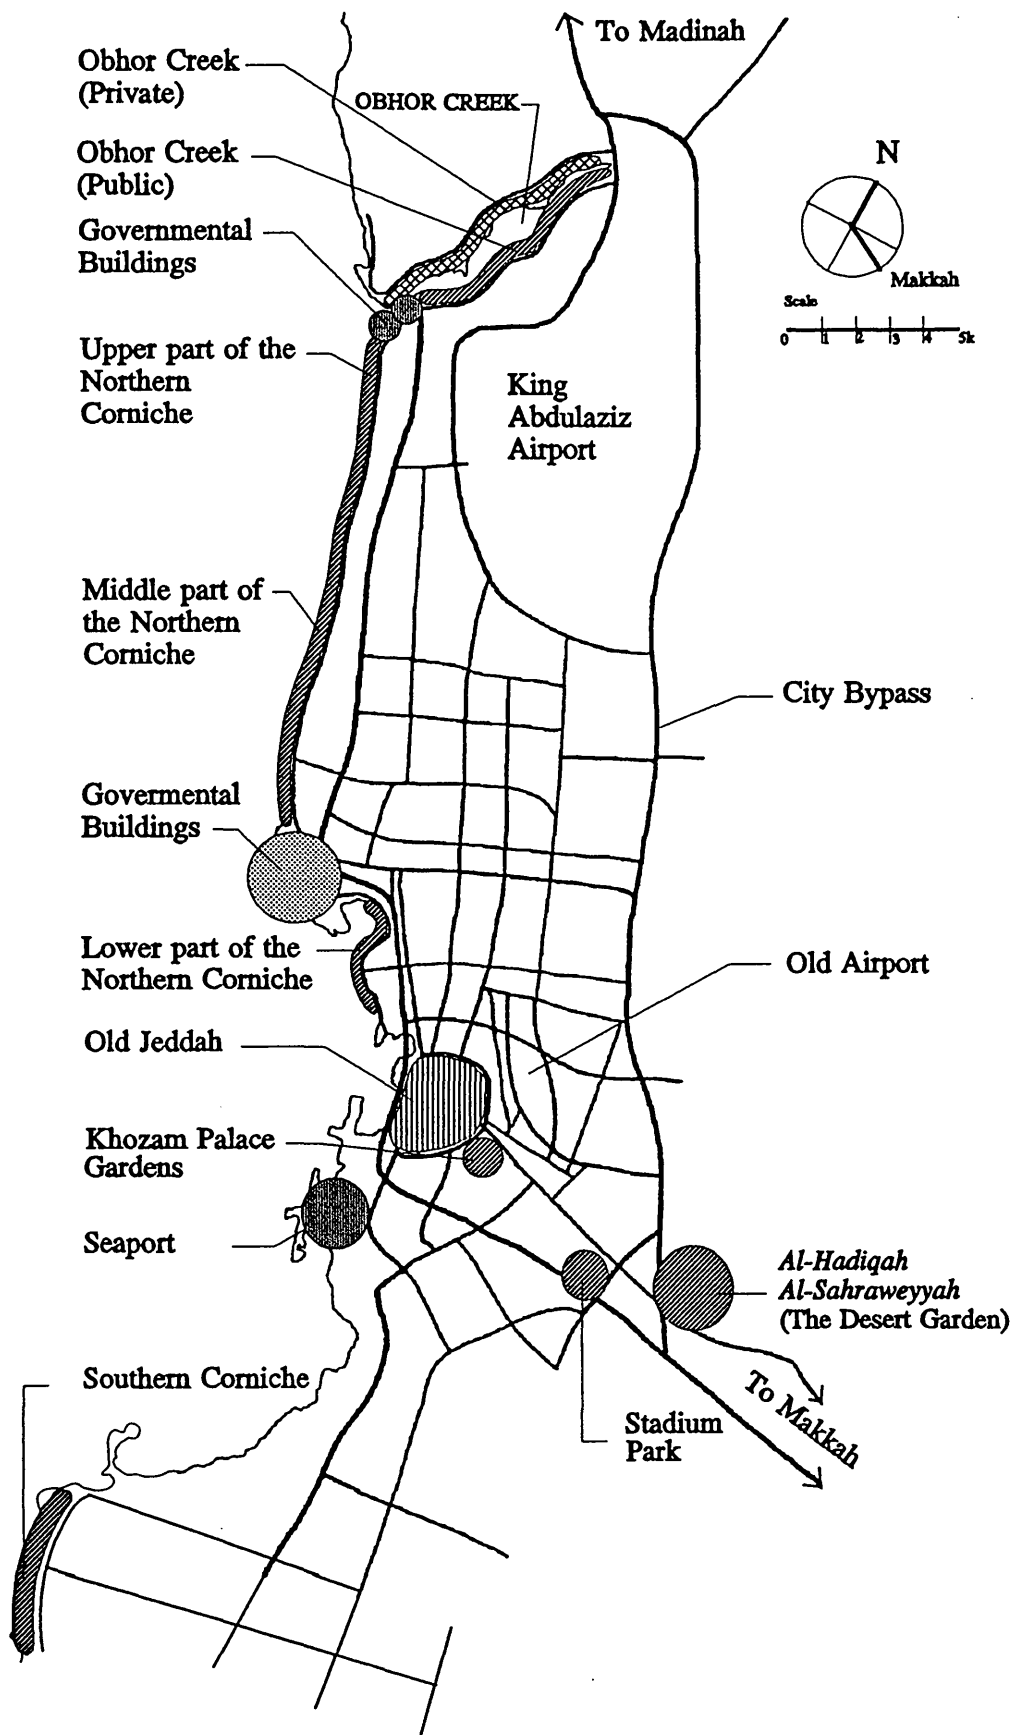 To Madinah
Obhor Creek
(Private)
OBHOR CREEK
Obhor Creek
(Public)
N
Governmental
Buildings
Makkah
Scale
0 1 2 3 4 5k
Upper part of the
Northern
Corniche
King
Abdulaziz
Airport
Middle part of
the Northern
Corniche
City Bypass
Govermental
Buildings
Lower part of the
Northern Corniche
Old Airport
Old Jeddah
Khozam Palace
Gardens
Seaport
Al-Hadiqah
Al-Sahraweyyah
(The Desert Garden)
Southern Corniche
To Makkah
Stadium
Park